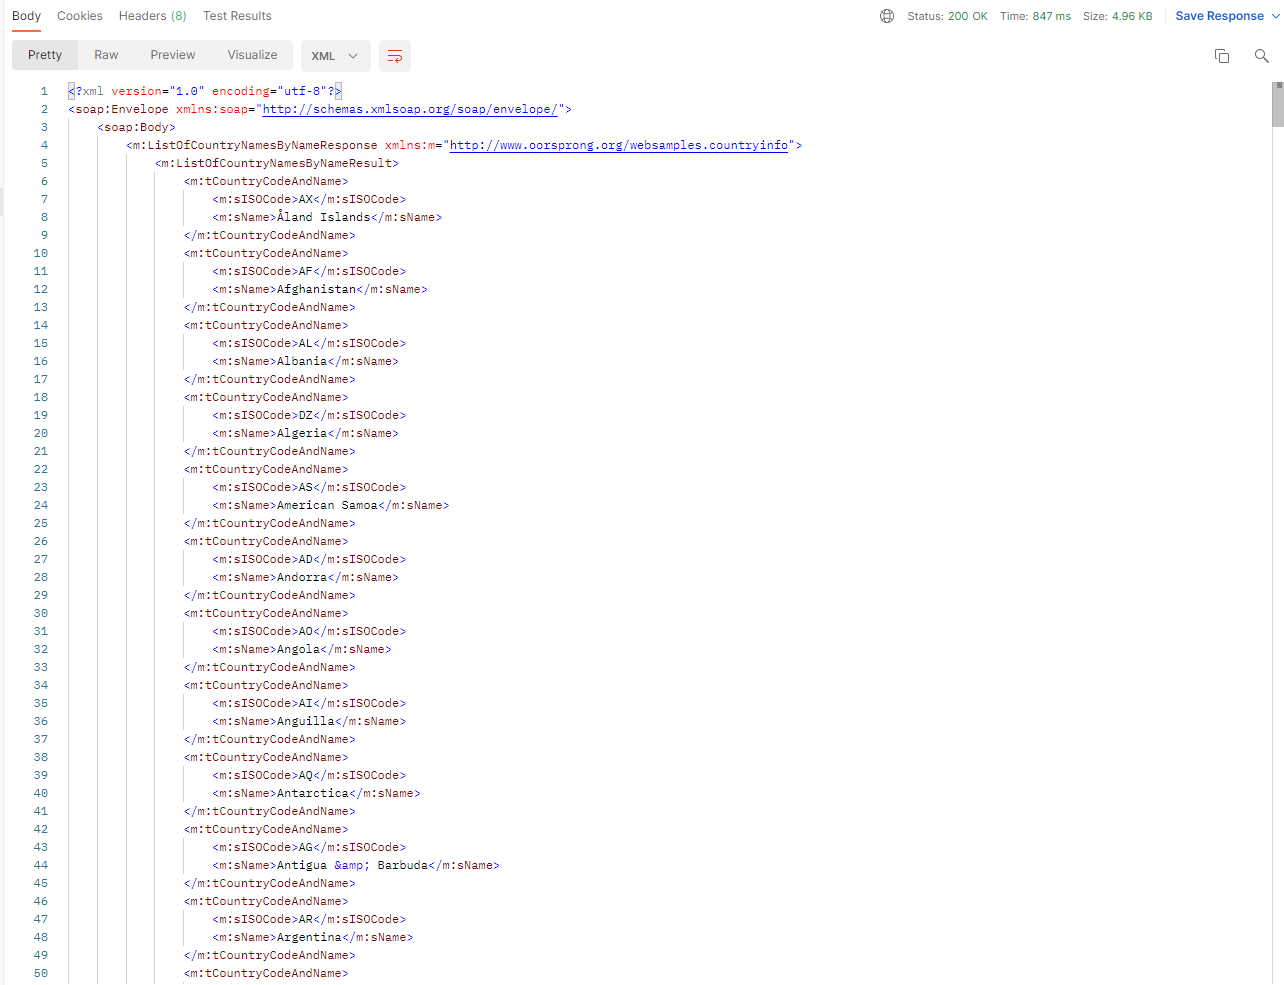 Body Cookies Headers (8) Test Results Status: 200 OK Time: 847 ms Size: 4.96 KB Save Response
Pretty Raw Preview Visualize XML
1 <?xml version="1.0" encoding="utf-8"?>
2 <soap:Envelope xmlns:soap="http://schemas.xmlsoap.org/soap/envelope/">
3 <soap:Body>
4 <m:ListOfCountryNamesByNameResponse xmlns:m="http://www.oorsprong.org/websamples.countryinfo">
5 <m:ListOfCountryNamesByNameResult>
6 <m:tCountryCodeAndName>
7 <m:sISOCode>AX</m:sISOCode>
8 <m:sName>Åland Islands</m:sName>
9 </m:tCountryCodeAndName>
10 <m:tCountryCodeAndName>
11 <m:sISOCode>AF</m:sISOCode>
12 <m:sName>Afghanistan</m:sName>
13 </m:tCountryCodeAndName>
14 <m:tCountryCodeAndName>
15 <m:sISOCode>AL</m:sISOCode>
16 <m:sName>Albania</m:sName>
17 </m:tCountryCodeAndName>
18 <m:tCountryCodeAndName>
19 <m:sISOCode>DZ</m:sISOCode>
20 <m:sName>Algeria</m:sName>
21 </m:tCountryCodeAndName>
22 <m:tCountryCodeAndName>
23 <m:sISOCode>AS</m:sISOCode>
24 <m:sName>American Samoa</m:sName>
25 </m:tCountryCodeAndName>
26 <m:tCountryCodeAndName>
27 <m:sISOCode>AD</m:sISOCode>
28 <m:sName>Andorra</m:sName>
29 </m:tCountryCodeAndName>
30 <m:tCountryCodeAndName>
31 <m:sISOCode>AO</m:sISOCode>
32 <m:sName>Angola</m:sName>
33 </m:tCountryCodeAndName>
34 <m:tCountryCodeAndName>
35 <m:sISOCode>AI</m:sISOCode>
36 <m:sName>Anguilla</m:sName>
37 </m:tCountryCodeAndName>
38 <m:tCountryCodeAndName>
39 <m:sISOCode>AQ</m:sISOCode>
40 <m:sName>Antarctica</m:sName>
41 </m:tCountryCodeAndName>
42 <m:tCountryCodeAndName>
43 <m:sISOCode>AG</m:sISOCode>
44 <m:sName>Antigua &amp; Barbuda</m:sName>
45 </m:tCountryCodeAndName>
46 <m:tCountryCodeAndName>
47 <m:sISOCode>AR</m:sISOCode>
48 <m:sName>Argentina</m:sName>
49 </m:tCountryCodeAndName>
50 <m:tCountryCodeAndName>